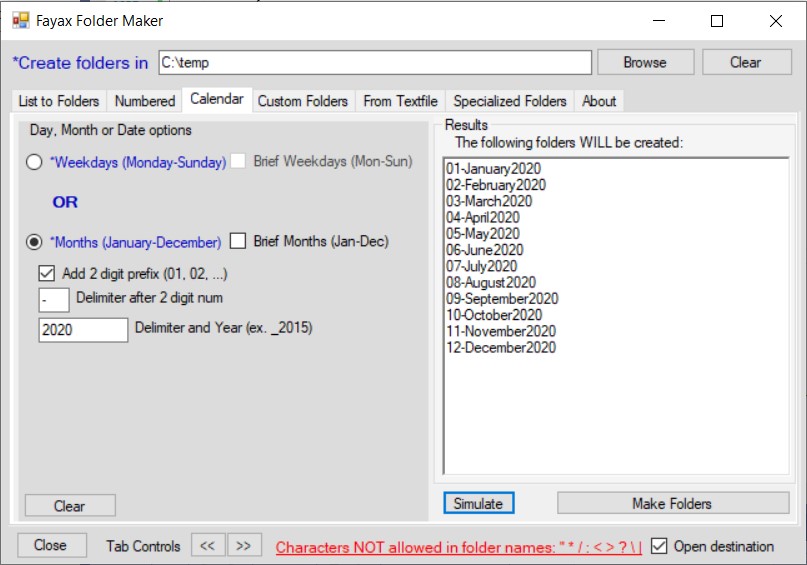 Fayax Folder Maker
*Create folders in C:\temp Browse Clear
List to Folders Numbered Calendar Custom Folders From Textfile Specialized Folders About
Day, Month or Date options
*Weekdays (Monday-Sunday) Brief Weekdays (Mon-Sun)
OR
*Months (January-December) Brief Months (Jan-Dec)
Add 2 digit prefix (01, 02, ...)
- Delimiter after 2 digit num
2020 Delimiter and Year (ex. _2015)
Clear
Results
The following folders WILL be created:
01-January2020
02-February2020
03-March2020
04-April2020
05-May2020
06-June2020
07-July2020
08-August2020
09-September2020
10-October2020
11-November2020
12-December2020
Simulate Make Folders
Close Tab Controls << >> Characters NOT allowed in folder names: " * / : < > ? \ | Open destination